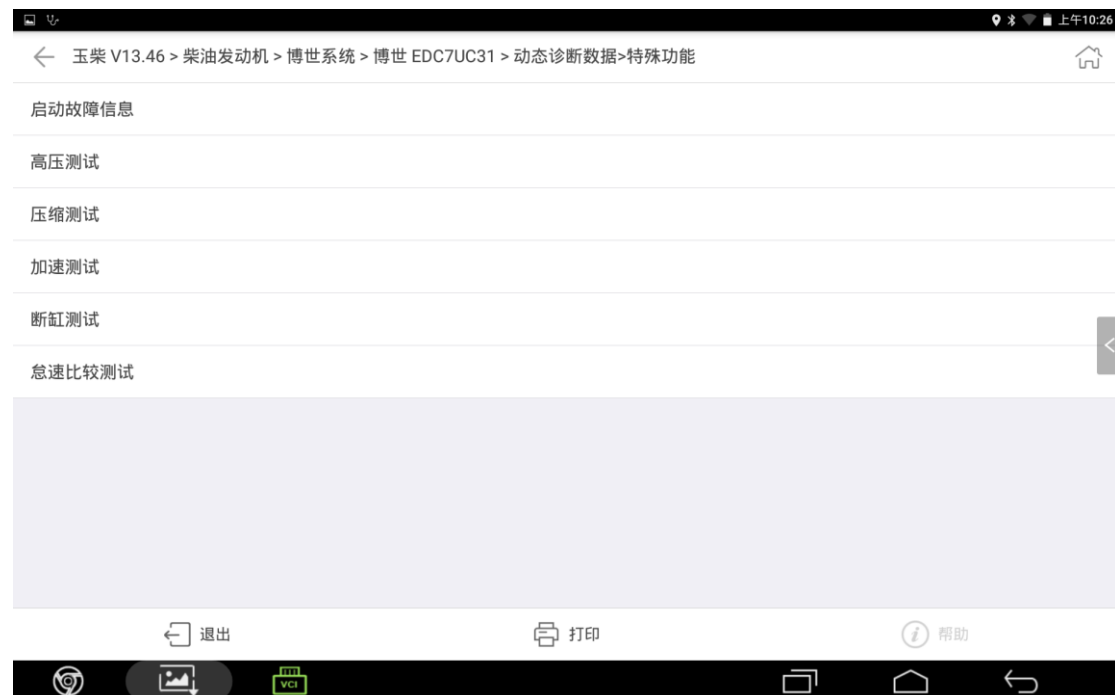 上午10:26
玉柴 V13.46 > 柴油发动机 > 博世系统 > 博世 EDC7UC31 > 动态诊断数据>特殊功能
启动故障信息
高压测试
压缩测试
加速测试
断缸测试
怠速比较测试
退出
打印
帮助
VCI